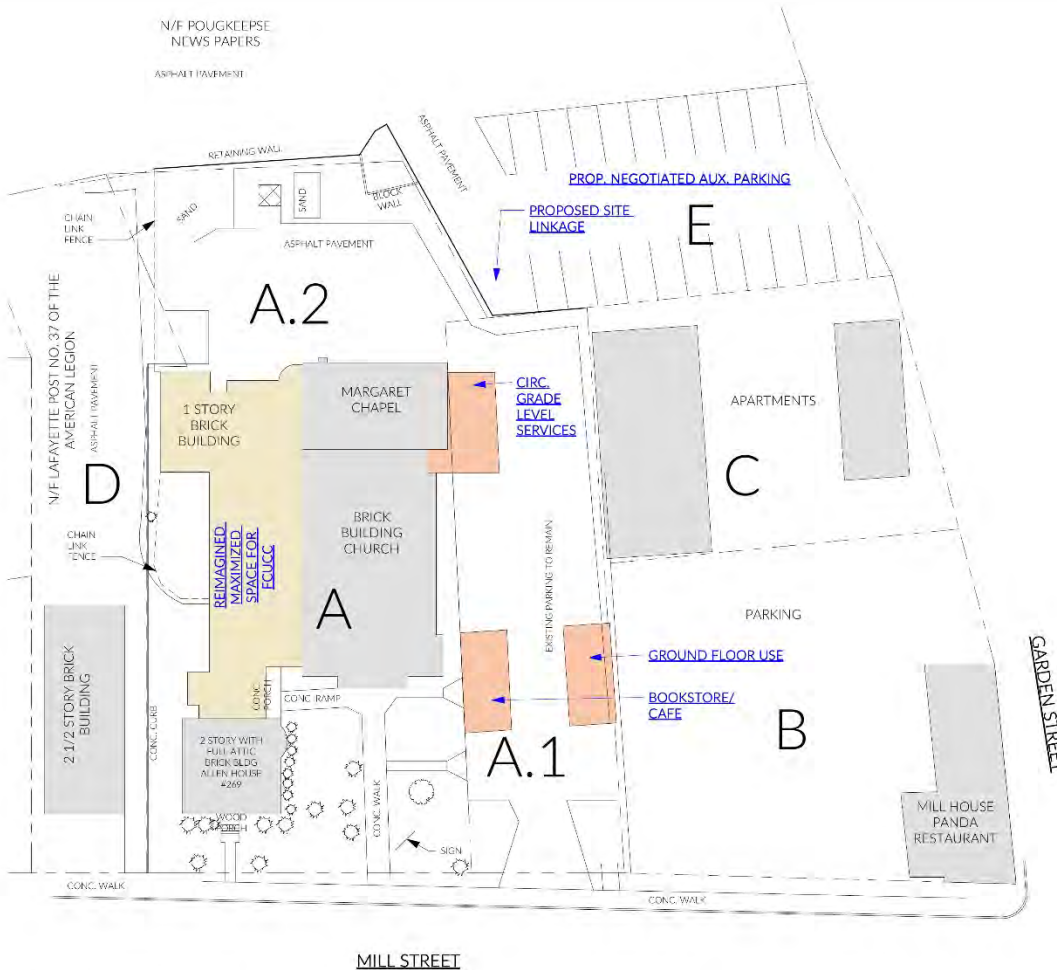 N/F POUGKEEPSE
NEWS PAPERS
ASPHALT PAVEMENT
RETAINING WALL
ASPHALT PAVEMENT
PROP. NEGOTIATED AUX. PARKING
E
PROPOSED SITE
LINKAGE
CHAIN
LINK
FENCE
SAND
SAND
BLOCK
WALL
ASPHALT PAVEMENT
A.2
N/F LAFAYETTE POST NO. 37 OF THE
AMERICAN LEGION
ASPHALT PAVEMENT
D
1 STORY
BRICK
BUILDING
MARGARET
CHAPEL
CIRC.
GRADE
LEVEL
SERVICES
APARTMENTS
C
CHAIN
LINK
FENCE
REIMAGINED
MAXIMIZED
SPACE FOR
FCUCC
BRICK
BUILDING
CHURCH
A
EXISTING PARKING TO REMAIN
PARKING
GROUND FLOOR USE
BOOKSTORE/
CAFE
B
A.1
GARDEN STREET
2 1/2 STORY BRICK
BUILDING
CONC. CURB
CONC.
PORCH
CONC. RAMP
2 STORY WITH
FULL ATTIC
BRICK BLDG
ALLEN HOUSE
#269
WOOD
PORCH
CONC. WALK
SIGN
MILL HOUSE
PANDA
RESTAURANT
CONC. WALK
CONC. WALK
MILL STREET